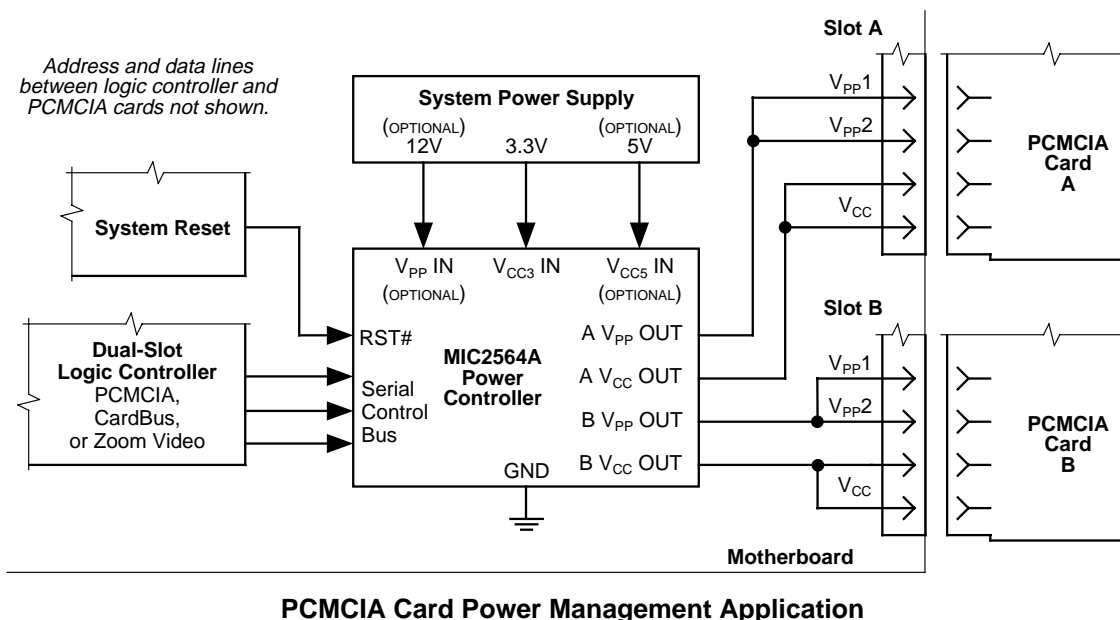 Address and data lines
between logic controller and
PCMCIA cards not shown.
System Power Supply
(OPTIONAL)
12V
3.3V
(OPTIONAL)
5V
System Reset
Dual-Slot
Logic Controller
PCMCIA,
CardBus,
or Zoom Video
VPP IN
(OPTIONAL)
VCC3 IN
VCC5 IN
(OPTIONAL)
RST#
Serial
Control
Bus
MIC2564A
Power
Controller
A VPP OUT
A VCC OUT
B VPP OUT
B VCC OUT
GND
Slot A
VPP1
VPP2
VCC
PCMCIA
Card
A
Slot B
VPP1
VPP2
VCC
PCMCIA
Card
B
Motherboard
PCMCIA Card Power Management Application